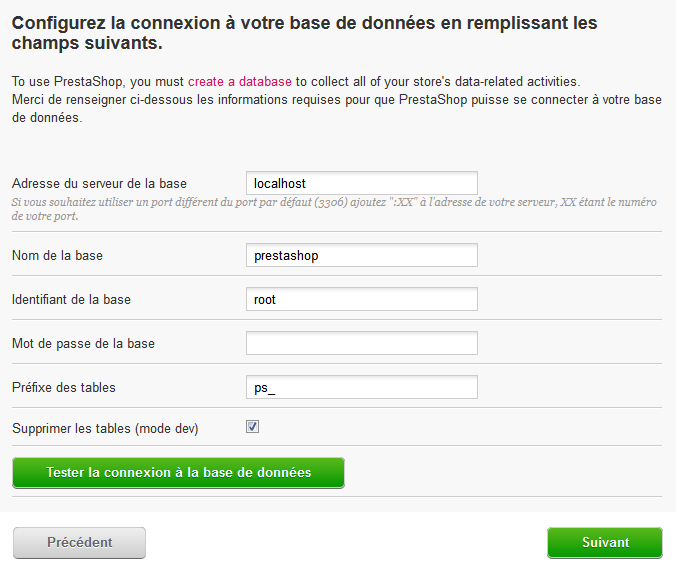 Configurez la connexion à votre base de données en remplissant les
champs suivants.
To use PrestaShop, you must create a database to collect all of your store's data-related activities.
Merci de renseigner ci-dessous les informations requises pour que PrestaShop puisse se connecter à votre base
de données.
Adresse du serveur de la base localhost
Si vous souhaitez utiliser un port différent du port par défaut (3306) ajoutez ":XX" à l'adresse de votre serveur, XX étant le numéro
de votre port.
Nom de la base prestashop
Identifiant de la base root
Mot de passe de la base
Préfixe des tables ps_
Supprimer les tables (mode dev)
Tester la connexion à la base de données
Précédent Suivant